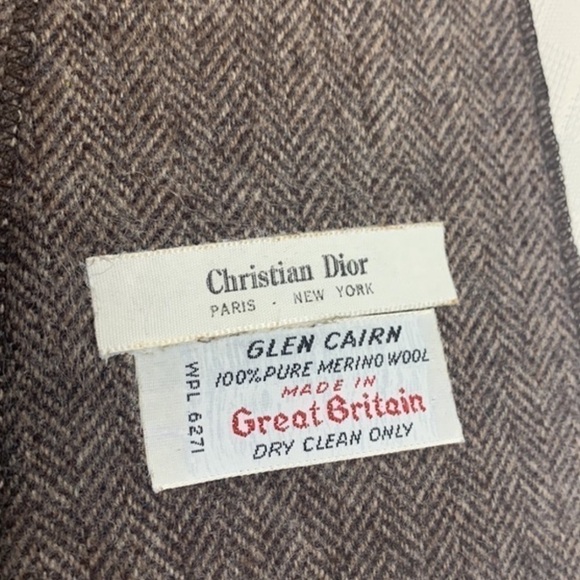 Christian Dior
PARIS · NEW YORK
GLEN CAIRN
100% PURE MERINO WOOL
MADE IN
Great Britain
DRY CLEAN ONLY
WPL 6271